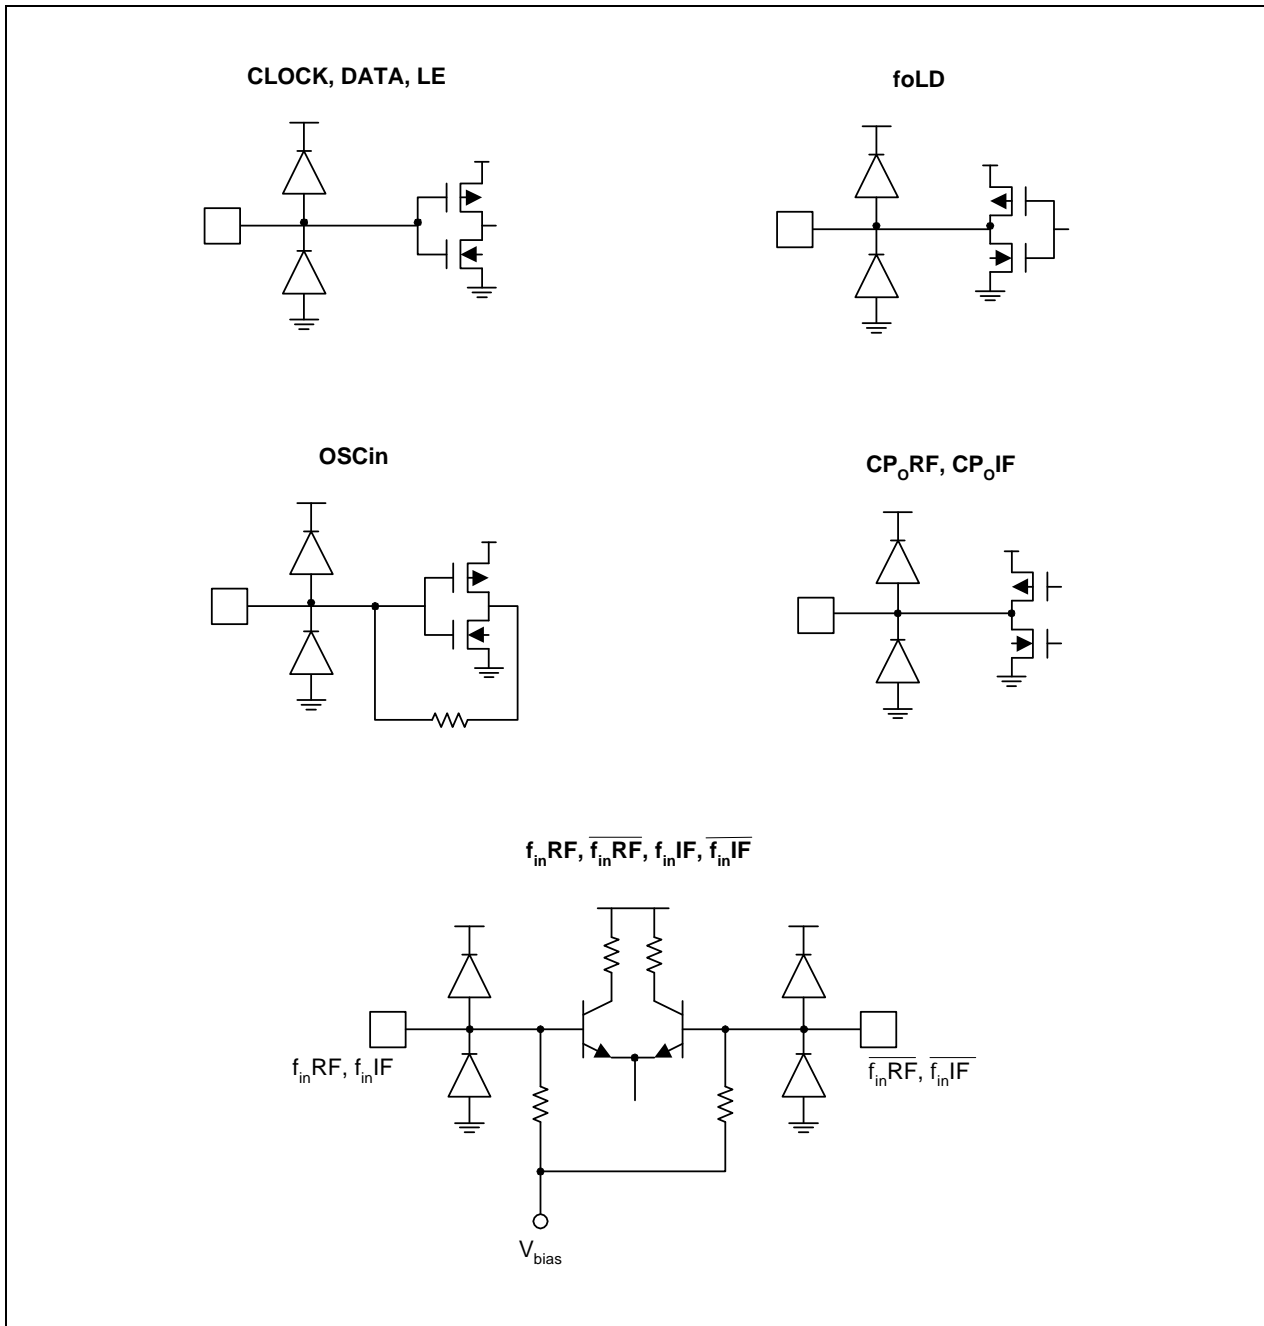 CLOCK, DATA, LE
foLD
OSCin
CPORF, CPOIF
finRF, finRF, finIF, finIF
finRF, finIF
finRF, finIF
Vbias